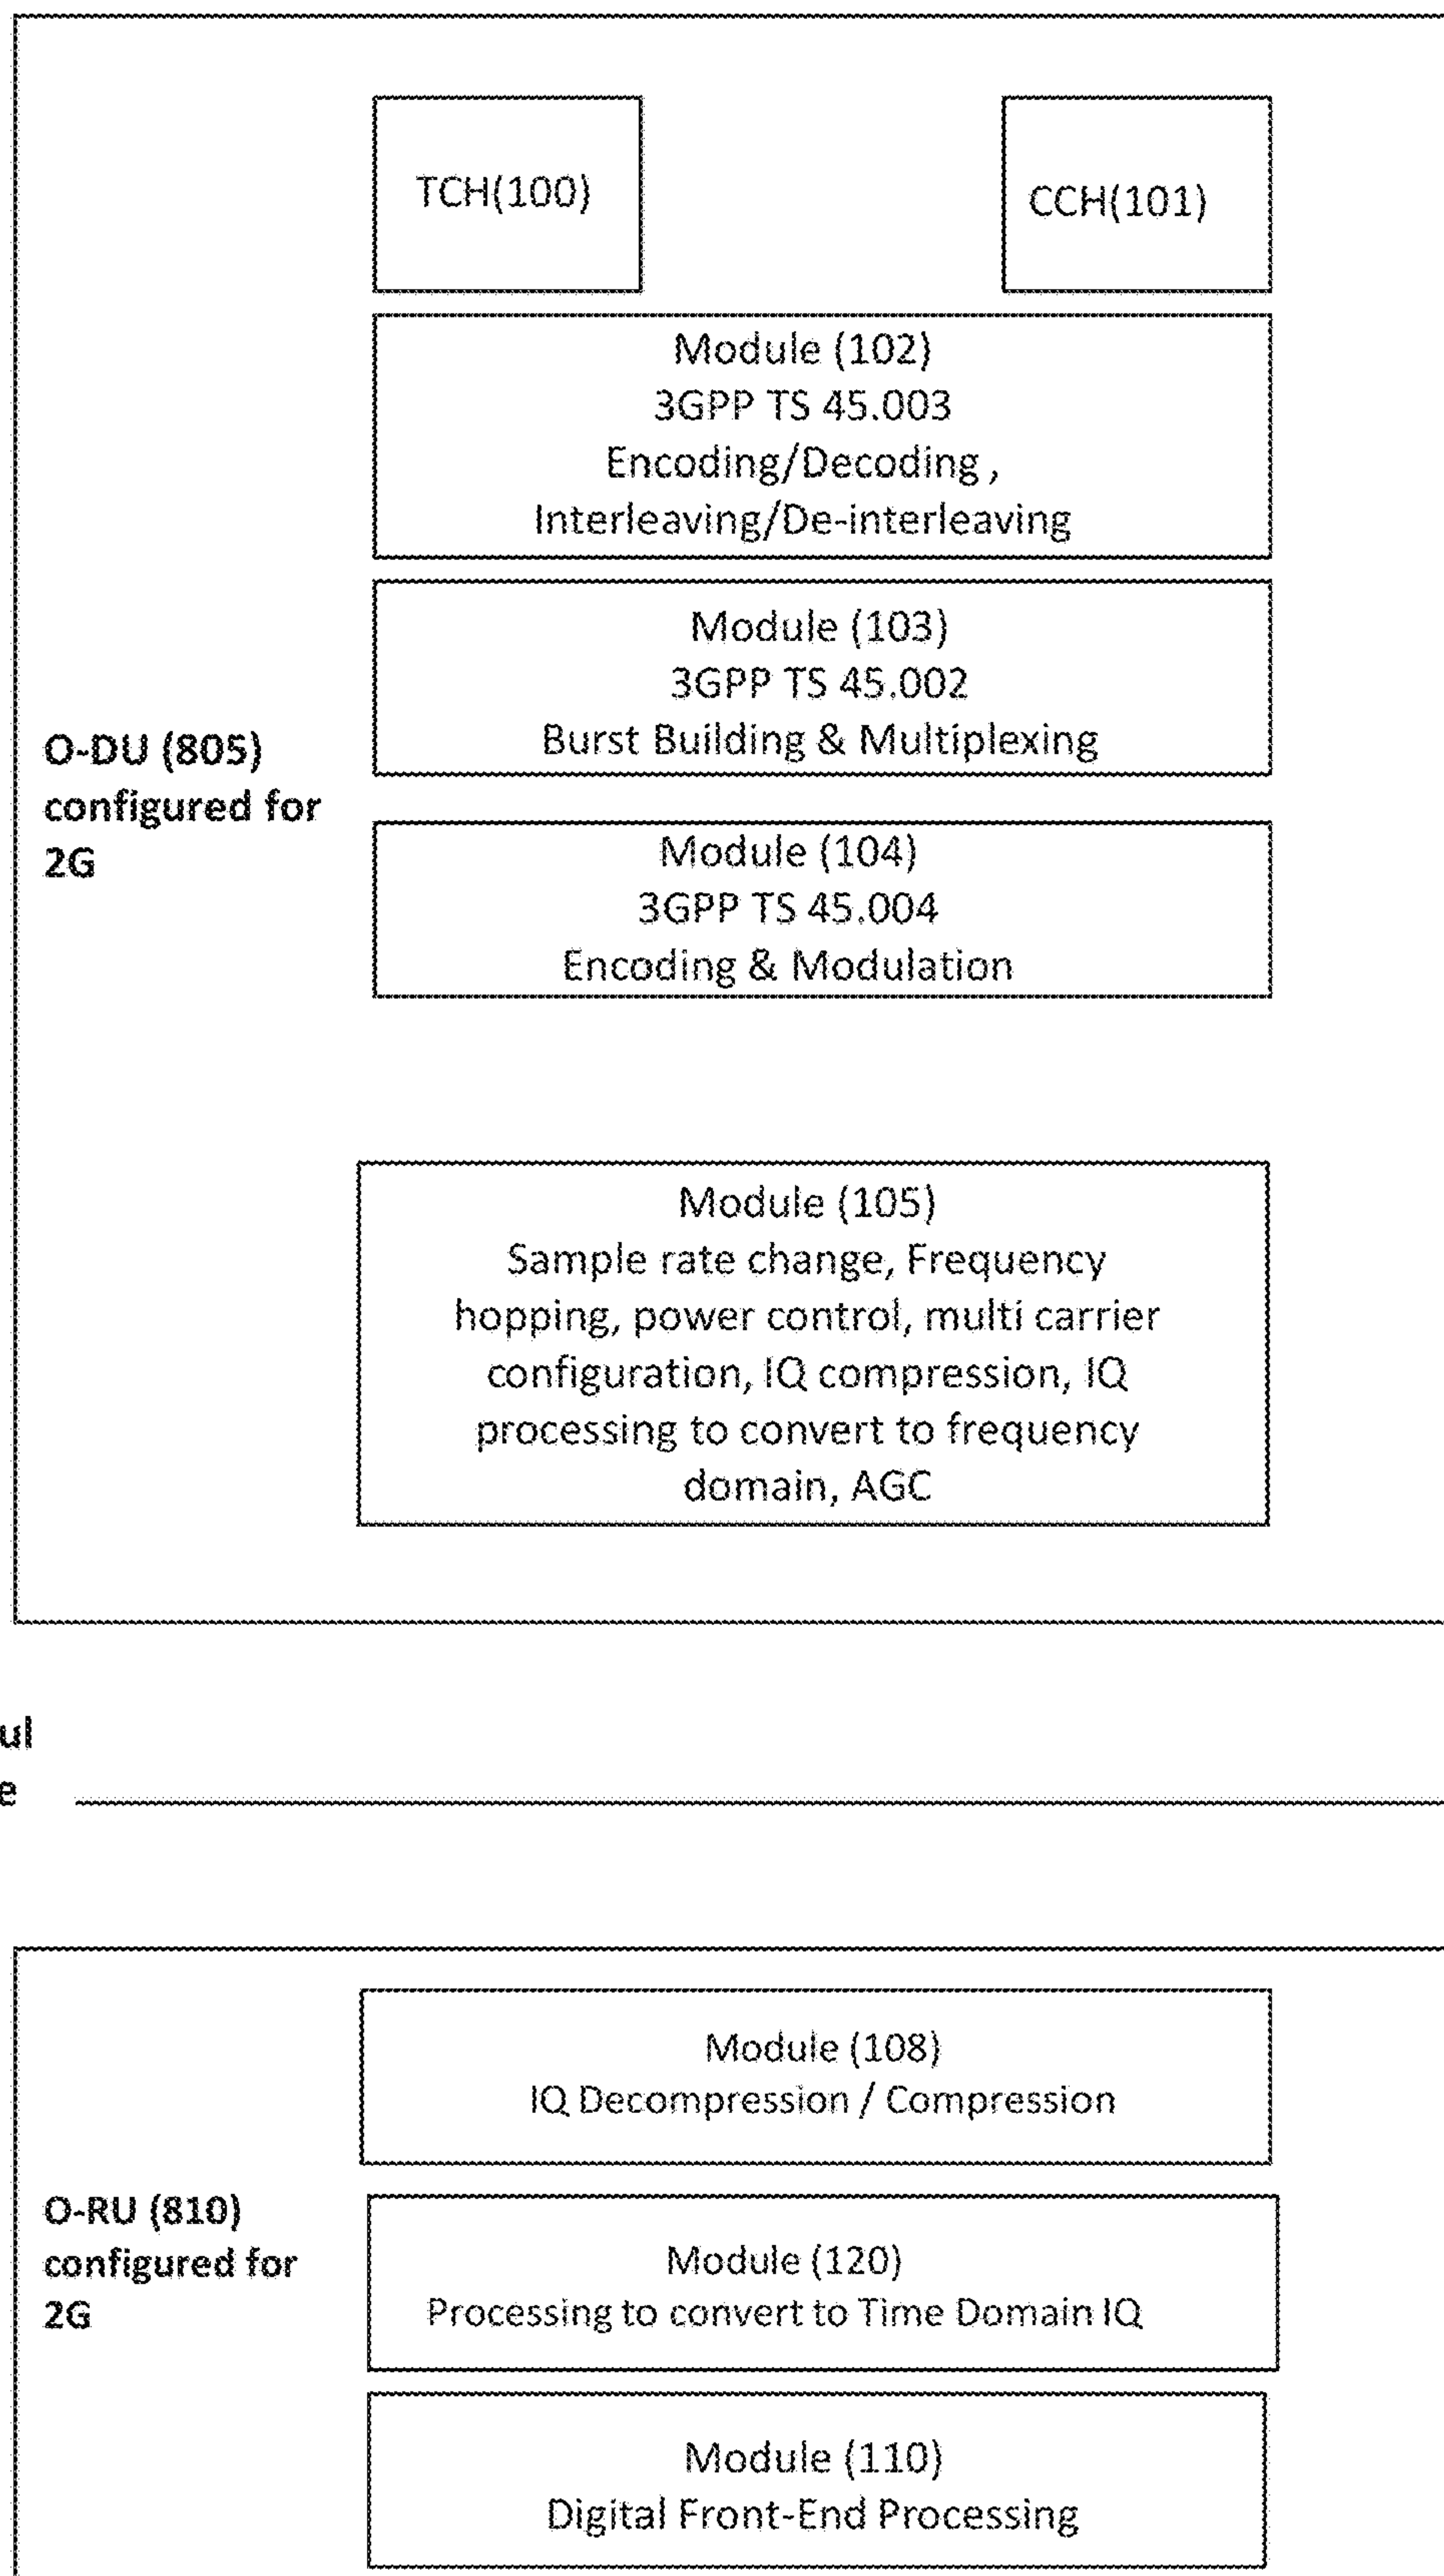 TCH(100)
CCH(101)
Module (102)
3GPP TS 45.003
Encoding/Decoding ,
Interleaving/De-interleaving
Module (103)
3GPP TS 45.002
Burst Building & Multiplexing
O-DU (805)
configured for
2G
Module (104)
3GPP TS 45.004
Encoding & Modulation
Module (105)
Sample rate change, Frequency
hopping, power control, multi carrier
configuration, IQ compression, IQ
processing to convert to frequency
domain, AGC
ul
e
Module (108)
IQ Decompression / Compression
O-RU (810)
configured for
2G
Module (120)
Processing to convert to Time Domain IQ
Module (110)
Digital Front-End Processing